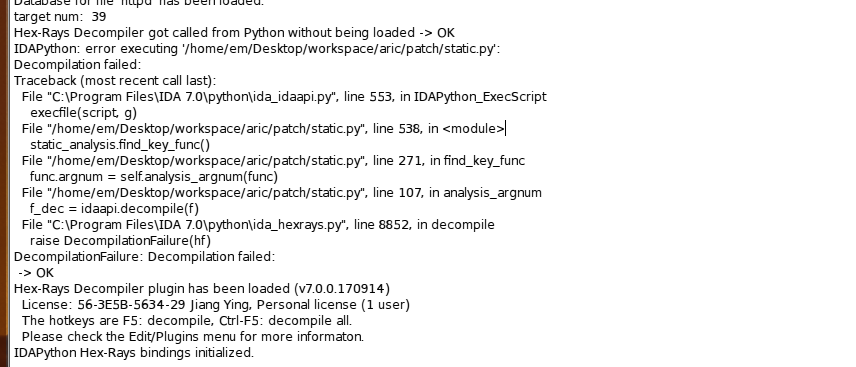 Database for file 'httpd' has been loaded.
target num:  39
Hex-Rays Decompiler got called from Python without being loaded -> OK
IDAPython: error executing '/home/em/Desktop/workspace/aric/patch/static.py':
Decompilation failed:
Traceback (most recent call last):
  File "C:\Program Files\IDA 7.0\python\ida_idaapi.py", line 553, in IDAPython_ExecScript
    execfile(script, g)
  File "/home/em/Desktop/workspace/aric/patch/static.py", line 538, in <module>
    static_analysis.find_key_func()
  File "/home/em/Desktop/workspace/aric/patch/static.py", line 271, in find_key_func
    func.argnum = self.analysis_argnum(func)
  File "/home/em/Desktop/workspace/aric/patch/static.py", line 107, in analysis_argnum
    f_dec = idaapi.decompile(f)
  File "C:\Program Files\IDA 7.0\python\ida_hexrays.py", line 8852, in decompile
    raise DecompilationFailure(hf)
DecompilationFailure: Decompilation failed:
 -> OK
Hex-Rays Decompiler plugin has been loaded (v7.0.0.170914)
  License: 56-3E5B-5634-29 Jiang Ying, Personal license (1 user)
  The hotkeys are F5: decompile, Ctrl-F5: decompile all.
  Please check the Edit/Plugins menu for more informaton.
IDAPython Hex-Rays bindings initialized.